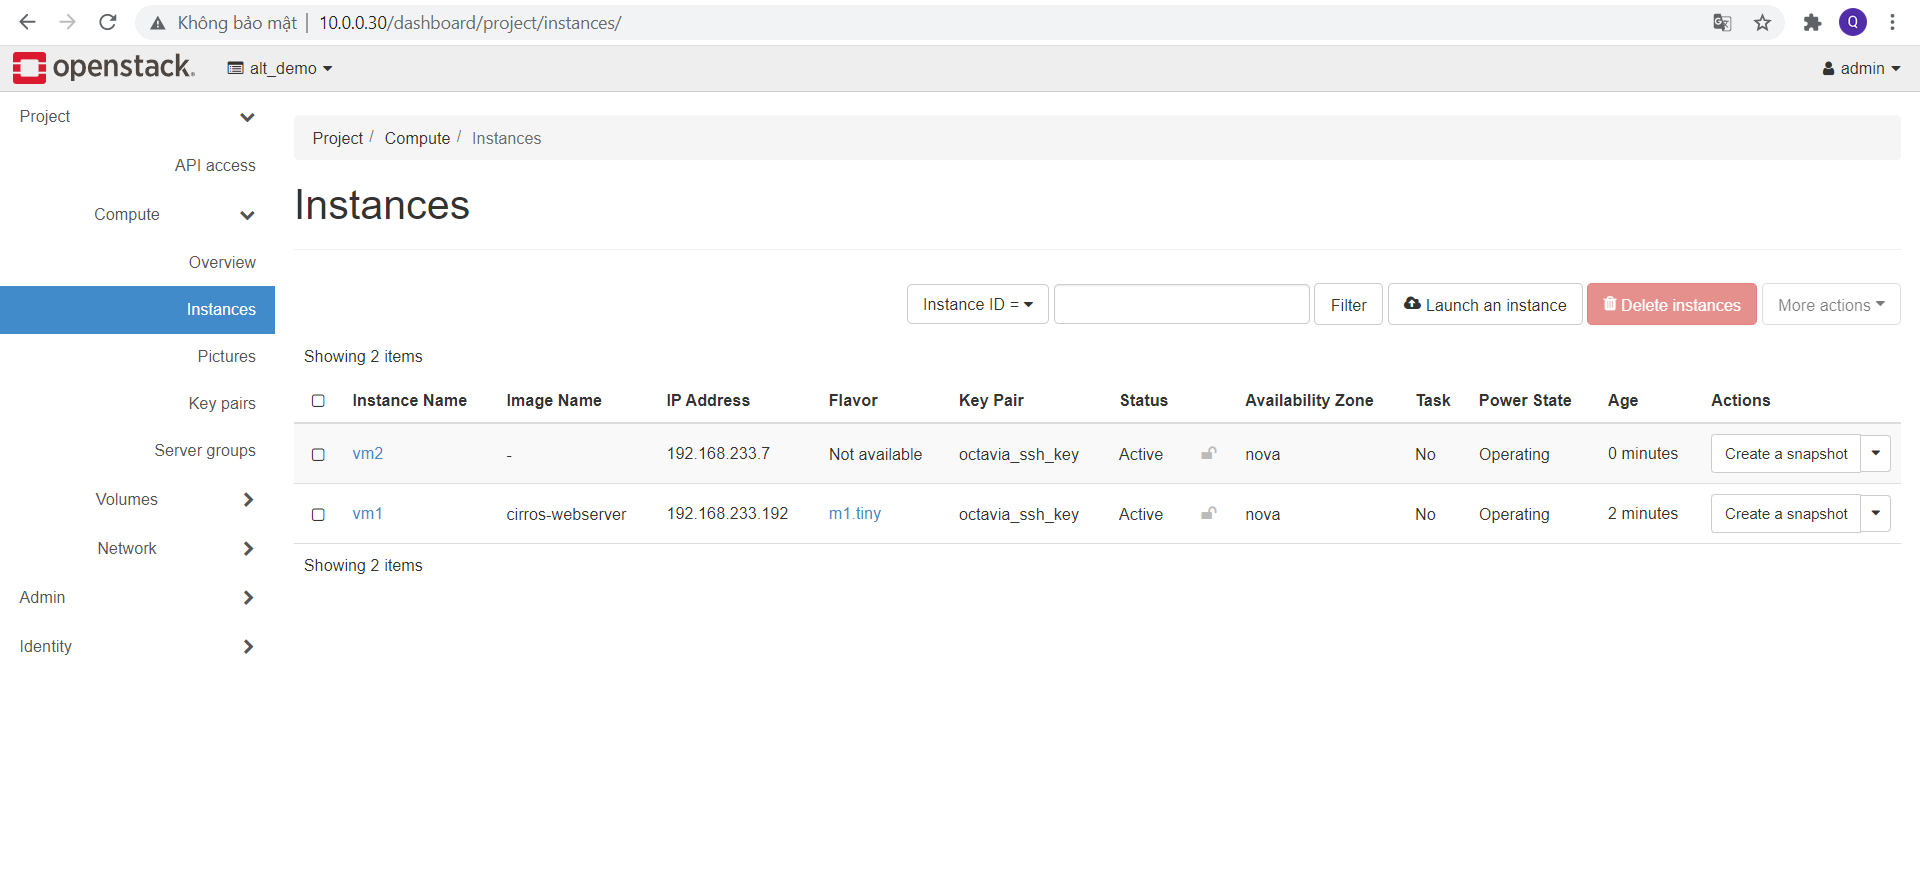 Không bảo mật | 10.0.0.30/dashboard/project/instances/ Q
openstack. alt_demo admin
Project
API access
Compute
Overview
Instances
Pictures
Key pairs
Server groups
Volumes
Network
Admin
Identity
Project / Compute / Instances
Instances
Instance ID = Filter Launch an instance Delete instances More actions
Showing 2 items
Instance Name Image Name IP Address Flavor Key Pair Status Availability Zone Task Power State Age Actions
vm2 - 192.168.233.7 Not available octavia_ssh_key Active nova No Operating 0 minutes Create a snapshot
vm1 cirros-webserver 192.168.233.192 m1.tiny octavia_ssh_key Active nova No Operating 2 minutes Create a snapshot
Showing 2 items